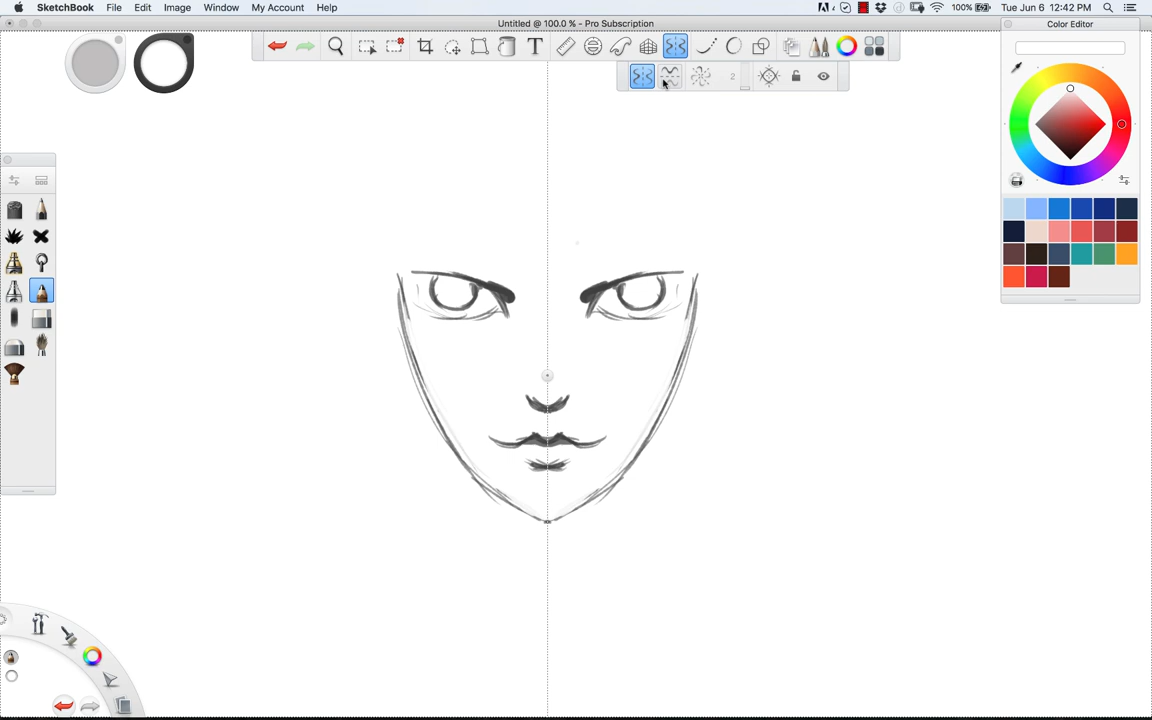 SketchBook File Edit Image Window My Account Help 4 100% Tue Jun 6 12:42 PM
Untitled @ 100.0 % - Pro Subscription
Color Editor
T
2